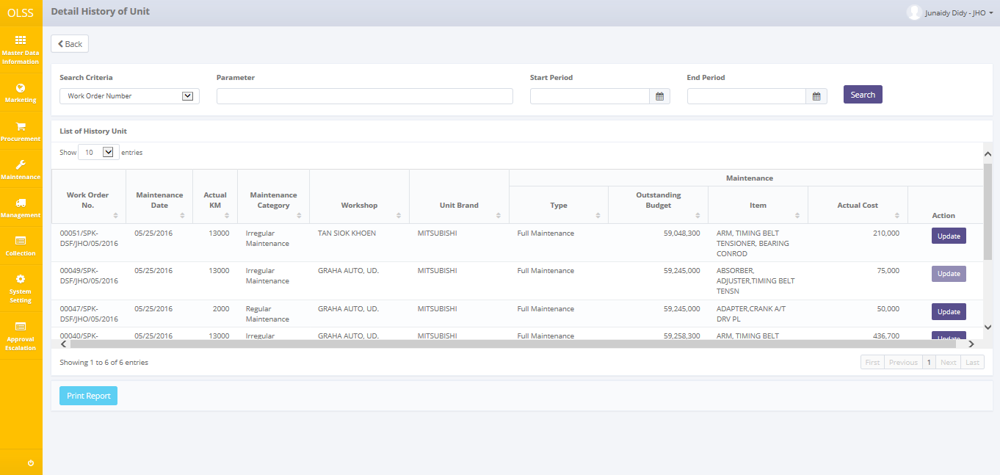 OLSS
Detail History of Unit
Junaidy Didy - JHO
Master Data
Information
Marketing
Procurement
Maintenance
Management
Collection
System
Setting
Approval
Escalation
Back
Search Criteria
Parameter
Start Period
End Period
Work Order Number
Search
List of History Unit
Show 10 entries
Work Order No.
Maintenance Date
Actual KM
Maintenance Category
Workshop
Unit Brand
Maintenance
Type
Outstanding Budget
Item
Actual Cost
Action
00051/SPK- 05/25/2016 13000 Irregular TAN SIOK KHOEN MITSUBISHI Full Maintenance 59,048,300 ARM, TIMING BELT 210,000 Update
DSF/JHO/05/2016 Maintenance TENSIONER, BEARING
CONROD
00049/SPK- 05/25/2016 13000 Irregular GRAHA AUTO, UD. MITSUBISHI Full Maintenance 59,245,000 ABSORBER, 75,000 Update
DSF/JHO/05/2016 Maintenance ADJUSTER,TIMING BELT
TENSN
00047/SPK- 05/25/2016 2000 Regular GRAHA AUTO, UD. MITSUBISHI Full Maintenance 59,245,000 ADAPTER,CRANK A/T 50,000 Update
DSF/JHO/05/2016 Maintenance DRV PL
00040/SPK- 05/25/2016 13000 Irregular GRAHA AUTO, UD. MITSUBISHI Full Maintenance 59,258,300 ARM, TIMING BELT 436,700 Update
Showing 1 to 6 of 6 entries
First Previous 1 Next Last
Print Report